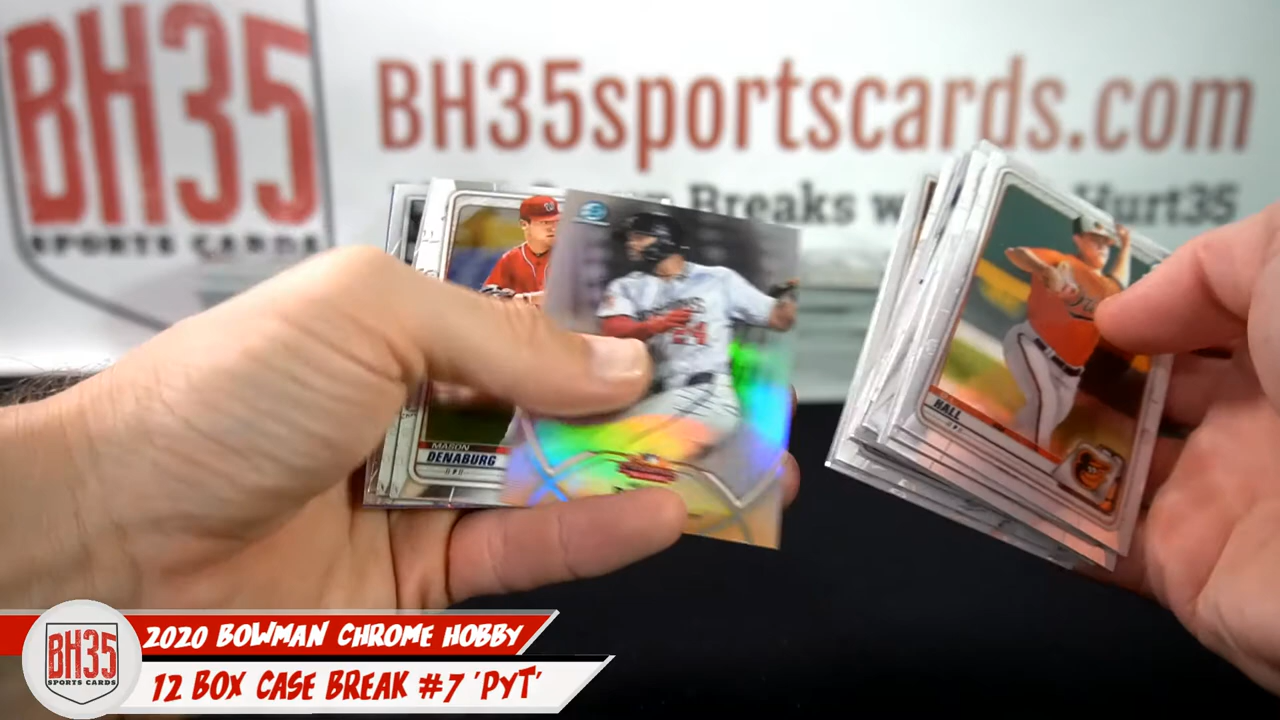 BH35
SPORTS CARDS
BH35sportscards.com
Breaks w
Hurt35
24
MASON
DENABURG
HALL
BH35
SPORTS CARDS
2020 BOWMAN CHROME HOBBY
12 BOX CASE BREAK #7 'PYT'